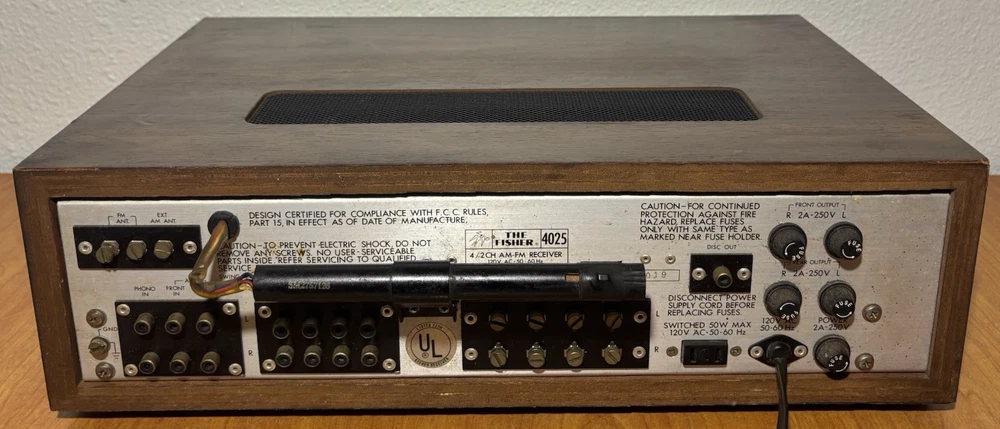 FM
ANT.
EXT
AM ANT.
DESIGN CERTIFIED FOR COMPLIANCE WITH F.C.C. RULES,
PART 15, IN EFFECT AS OF DATE OF MANUFACTURE.
CAUTION-TO PREVENT ELECTRIC SHOCK, DO NOT
REMOVE ANY SCREWS. NO USER-SERVICEABLE
PARTS INSIDE. REFER SERVICING TO QUALIFIED
SERVICE
THE
FISHER
4025
4/2CH AM-FM RECEIVER
120V AC-50-60Hz
CAUTION-FOR CONTINUED
PROTECTION AGAINST FIRE
HAZARD, REPLACE FUSES
ONLY WITH SAME TYPE AS
MARKED NEAR FUSE HOLDER.
DISC OUT
FRONT OUTPUT
R 2A-250V L
FUSE
OUTPUT
R 2A-250V L
FUSE
DISCONNECT POWER
SUPPLY CORD BEFORE
REPLACING FUSES.
SWITCHED 50W MAX
120V AC-50-60 Hz
120V
50-60 Hz
2A-250V
FUSE
PHONO
IN
FRONT
IN
GND
L
R
UL
L
R